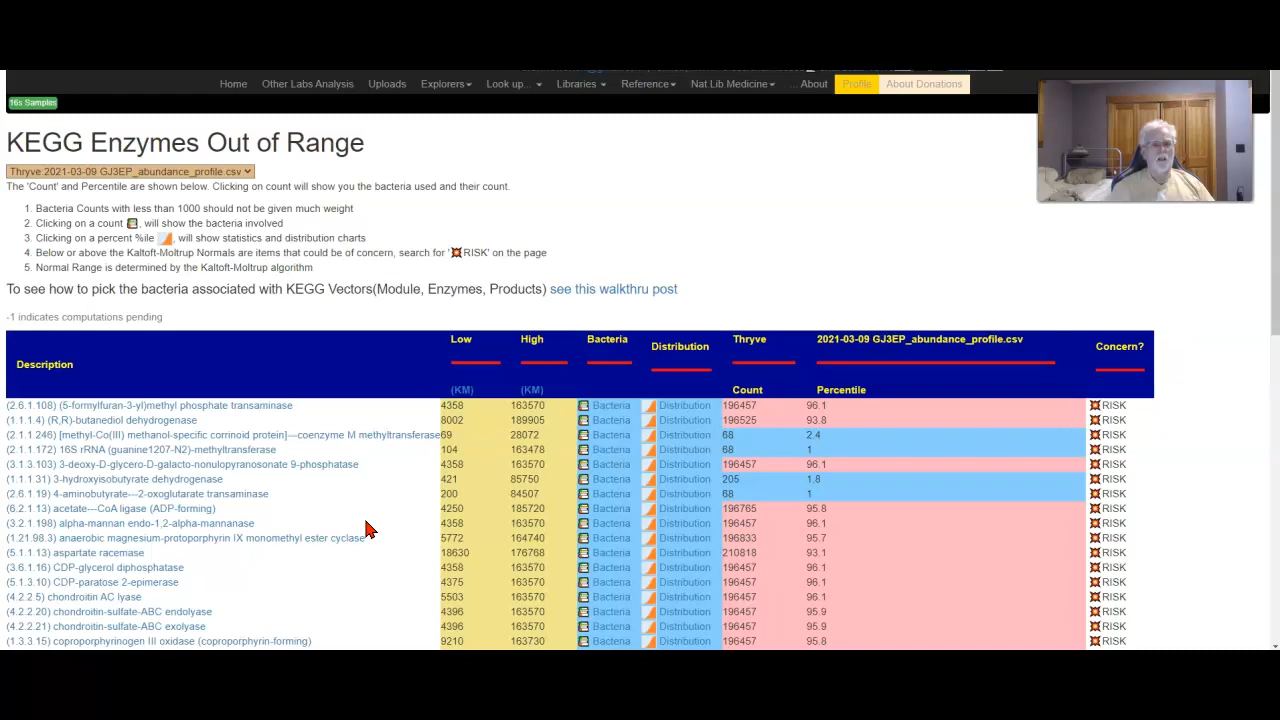 Home Other Labs Analysis Uploads Explorers Look up... Libraries Reference Nat.Lib.Medicine ... About Profile About Donations
16s Samples
KEGG Enzymes Out of Range
Thryve:2021-03-09 GJ3EP_abundance_profile.csv
The 'Count' and Percentile are shown below. Clicking on count will show you the bacteria used and their count.
1. Bacteria Counts with less than 1000 should not be given much weight
2. Clicking on a count , will show the bacteria involved
3. Clicking on a percent %ile , will show statistics and distribution charts
4. Below or above the Kaltoft-Moltrup Normals are items that could be of concern, search for '💥RISK' on the page
5. Normal Range is determined by the Kaltoft-Moltrup algorithm
To see how to pick the bacteria associated with KEGG Vectors(Module, Enzymes, Products) see this walkthru post
-1 indicates computations pending
Description Low (KM) High (KM) Bacteria Distribution Thryve Count 2021-03-09 GJ3EP_abundance_profile.csv Percentile Concern?
(2.6.1.108) (5-formylfuran-3-yl)methyl phosphate transaminase 4358 163570 Bacteria Distribution 196457 96.1 RISK
(1.1.1.4) (R,R)-butanediol dehydrogenase 8002 189905 Bacteria Distribution 196525 93.8 RISK
(2.1.1.246) [methyl-Co(III) methanol-specific corrinoid protein]---coenzyme M methyltransferase 69 28072 Bacteria Distribution 68 2.4 RISK
(2.1.1.172) 16S rRNA (guanine1207-N2)-methyltransferase 104 163478 Bacteria Distribution 68 1 RISK
(3.1.3.103) 3-deoxy-D-glycero-D-galacto-nonulopyranosonate 9-phosphatase 4358 163570 Bacteria Distribution 196457 96.1 RISK
(1.1.1.31) 3-hydroxyisobutyrate dehydrogenase 421 85750 Bacteria Distribution 205 1.8 RISK
(2.6.1.19) 4-aminobutyrate---2-oxoglutarate transaminase 200 84507 Bacteria Distribution 68 1 RISK
(6.2.1.13) acetate---CoA ligase (ADP-forming) 4250 185720 Bacteria Distribution 196765 95.8 RISK
(3.2.1.198) alpha-mannan endo-1,2-alpha-mannanase 4358 163570 Bacteria Distribution 196457 96.1 RISK
(1.21.98.3) anaerobic magnesium-protoporphyrin IX monomethyl ester cyclase 5772 164740 Bacteria Distribution 196833 95.7 RISK
(5.1.1.13) aspartate racemase 18630 176768 Bacteria Distribution 210818 93.1 RISK
(3.6.1.16) CDP-glycerol diphosphatase 4358 163570 Bacteria Distribution 196457 96.1 RISK
(5.1.3.10) CDP-paratose 2-epimerase 4375 163570 Bacteria Distribution 196457 96.1 RISK
(4.2.2.5) chondroitin AC lyase 5503 163570 Bacteria Distribution 196457 96.1 RISK
(4.2.2.20) chondroitin-sulfate-ABC endolyase 4396 163570 Bacteria Distribution 196457 95.9 RISK
(4.2.2.21) chondroitin-sulfate-ABC exolyase 4396 163570 Bacteria Distribution 196457 95.9 RISK
(1.3.3.15) coproporphyrinogen III oxidase (coproporphyrin-forming) 9210 163730 Bacteria Distribution 196457 95.8 RISK